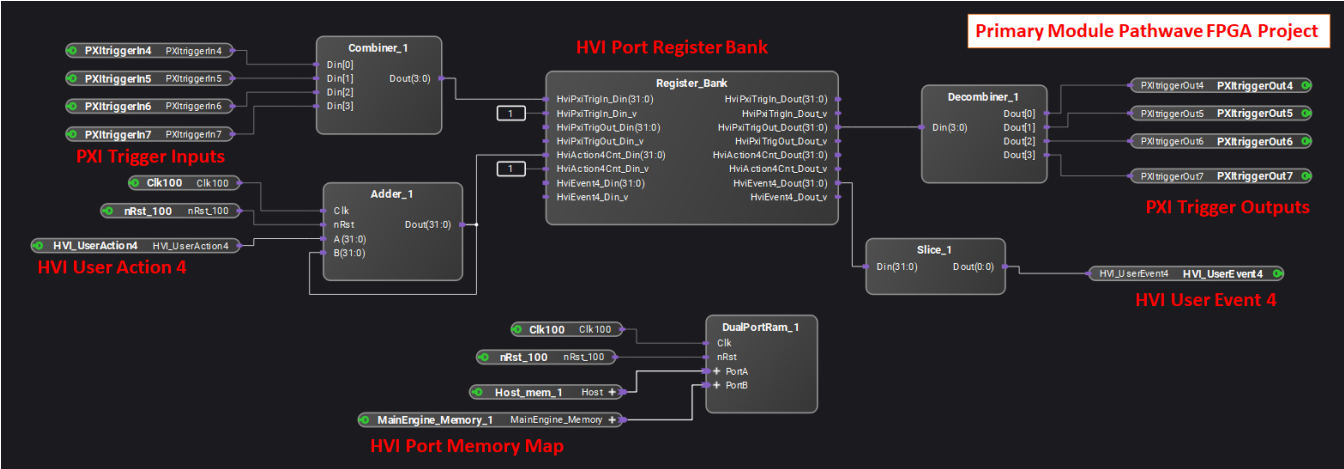 Primary Module Pathwave FPGA Project
HVI Port Register Bank
PXItriggerIn4 PXItriggerIn4
PXItriggerIn5 PXItriggerIn5
PXItriggerIn6 PXItriggerIn6
PXItriggerIn7 PXItriggerIn7
PXI Trigger Inputs
Combiner_1
Din[0]
Din[1] Dout(3:0)
Din[2]
Din[3]
Clk100 Clk100
nRst_100 nRst_100
HVI_UserAction4 HVI_UserAction4
HVI User Action 4
Adder_1
Clk
nRst Dout(31:0)
A(31:0)
B(31:0)
1
1
Register_Bank
HviPxiTrigIn_Din(31:0) HviPxiTrigIn_Dout(31:0)
HviPxiTrigIn_Din_v HviPxiTrigIn_Dout_v
HviPxiTrigOut_Din(31:0) HviPxiTrigOut_Dout(31:0)
HviPxiTrigOut_Din_v HviPxiTrigOut_Dout_v
HviAction4Cnt_Din(31:0) HviAction4Cnt_Dout(31:0)
HviAction4Cnt_Din_v HviAction4Cnt_Dout_v
HviEvent4_Din(31:0) HviEvent4_Dout(31:0)
HviEvent4_Din_v HviEvent4_Dout_v
Decombiner_1
Dout[0]
Din(3:0) Dout[1]
Dout[2]
Dout[3]
PXItriggerOut4 PXItriggerOut4
PXItriggerOut5 PXItriggerOut5
PXItriggerOut6 PXItriggerOut6
PXItriggerOut7 PXItriggerOut7
PXI Trigger Outputs
Slice_1
Din(31:0) Dout(0:0)
HVI_UserEvent4 HVI_UserEvent4
HVI User Event 4
Clk100 Clk100
nRst_100 nRst_100
Host_mem_1 Host +
MainEngine_Memory_1 MainEngine_Memory +
HVI Port Memory Map
DualPortRam_1
Clk
nRst
+ PortA
+ PortB